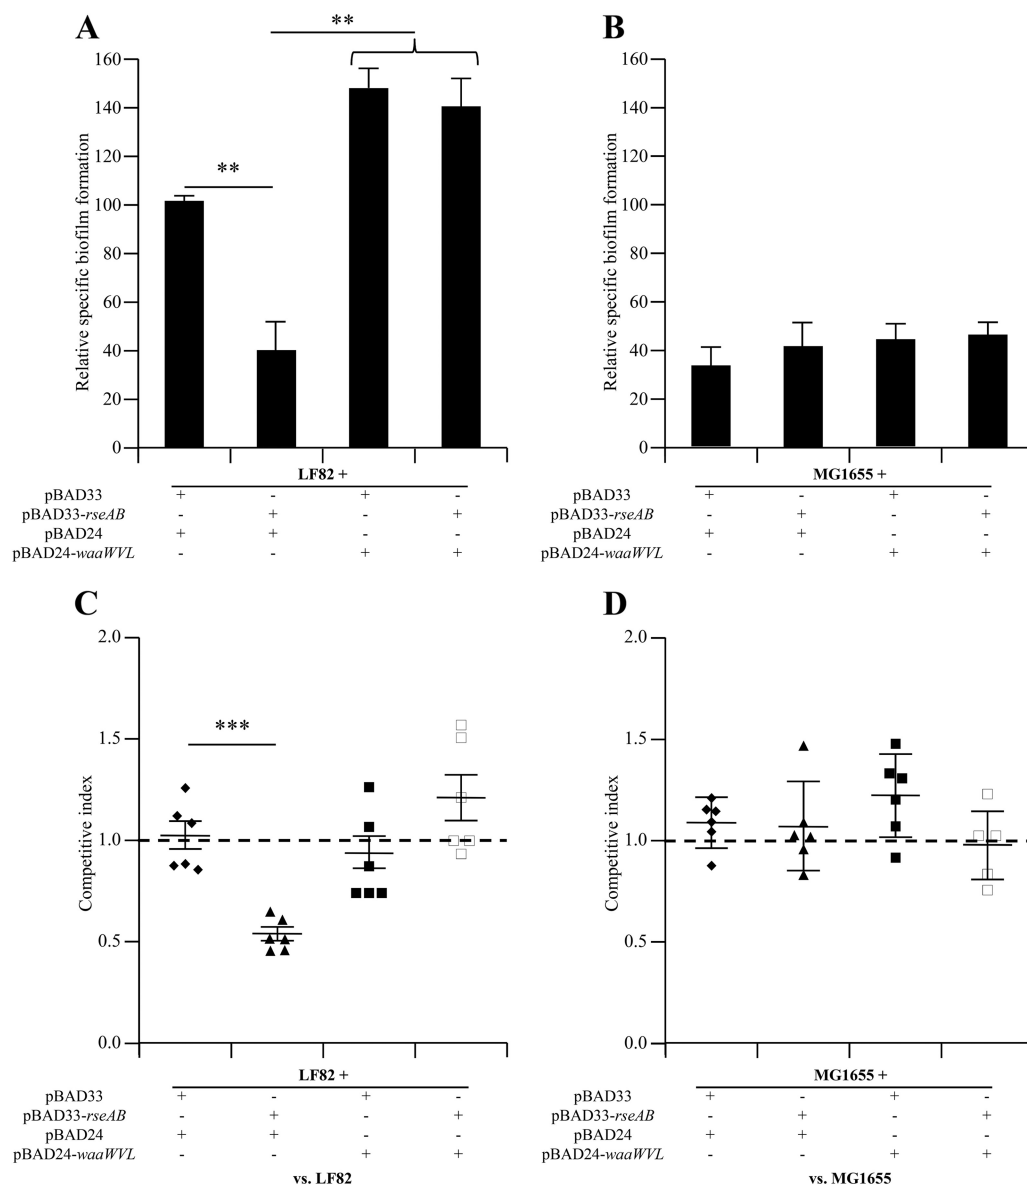 A
**
**
Relative specific biofilm formation
160
140
120
100
80
60
40
20
0
LF82 +
pBAD33 + - + -
pBAD33-rseAB - + - +
pBAD24 + + - -
pBAD24-waaWVL - - + +
B
Relative specific biofilm formation
160
140
120
100
80
60
40
20
0
MG1655 +
pBAD33 + - + -
pBAD33-rseAB - + - +
pBAD24 + + - -
pBAD24-waaWVL - - + +
C
***
Competitive index
2.0
1.5
1.0
0.5
0.0
LF82 +
pBAD33 + - + -
pBAD33-rseAB - + - +
pBAD24 + + - -
pBAD24-waaWVL - - + +
vs. LF82
D
Competitive index
2.0
1.5
1.0
0.5
0.0
MG1655 +
pBAD33 + - + -
pBAD33-rseAB - + - +
pBAD24 + + - -
pBAD24-waaWVL - - + +
vs. MG1655